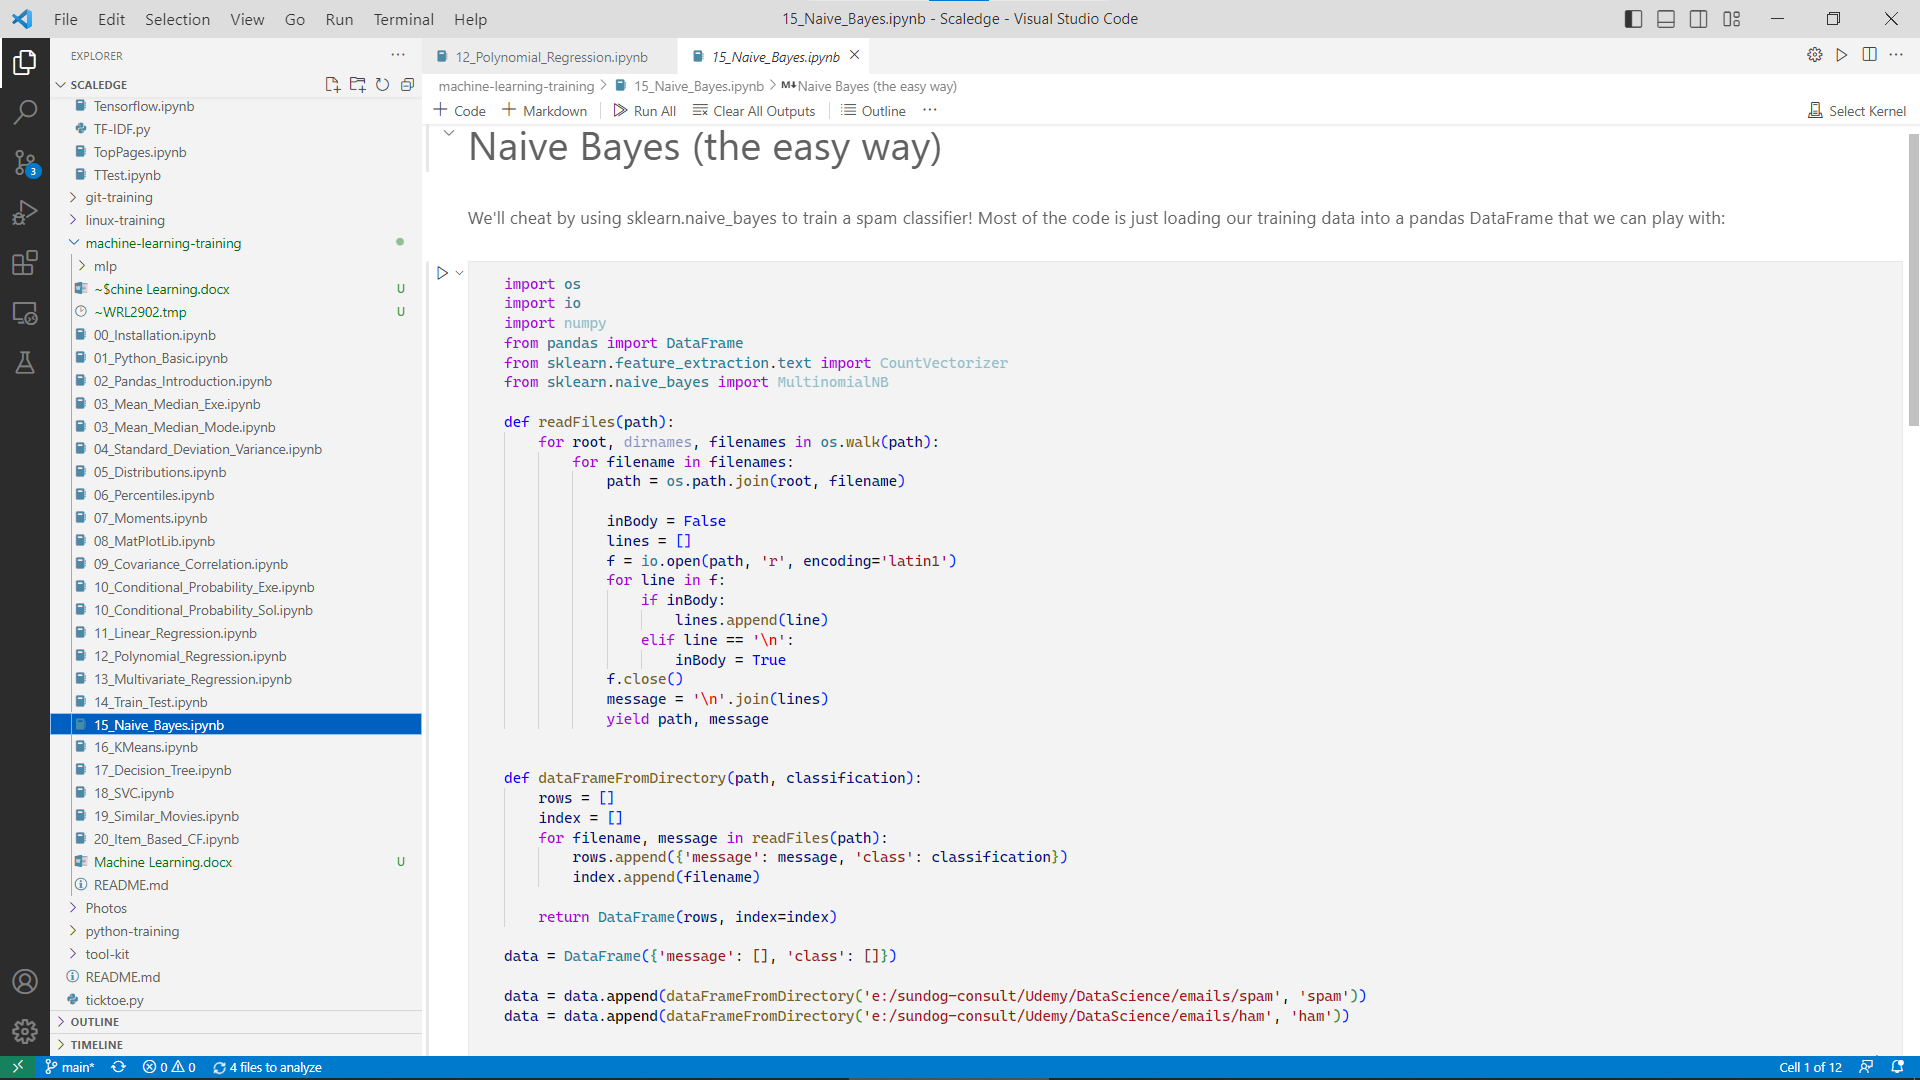 File Edit Selection View Go Run Terminal Help
15_Naive_Bayes.ipynb - Scaledge - Visual Studio Code
EXPLORER
SCALEDGE
Tensorflow.ipynb
TF-IDF.py
TopPages.ipynb
TTest.ipynb
git-training
linux-training
machine-learning-training
mlp
~$chine Learning.docx U
~WRL2902.tmp U
00_Installation.ipynb
01_Python_Basic.ipynb
02_Pandas_Introduction.ipynb
03_Mean_Median_Exe.ipynb
03_Mean_Median_Mode.ipynb
04_Standard_Deviation_Variance.ipynb
05_Distributions.ipynb
06_Percentiles.ipynb
07_Moments.ipynb
08_MatPlotLib.ipynb
09_Covariance_Correlation.ipynb
10_Conditional_Probability_Exe.ipynb
10_Conditional_Probability_Sol.ipynb
11_Linear_Regression.ipynb
12_Polynomial_Regression.ipynb
13_Multivariate_Regression.ipynb
14_Train_Test.ipynb
15_Naive_Bayes.ipynb
16_KMeans.ipynb
17_Decision_Tree.ipynb
18_SVC.ipynb
19_Similar_Movies.ipynb
20_Item_Based_CF.ipynb
Machine Learning.docx U
README.md
Photos
python-training
tool-kit
README.md
ticktoe.py
OUTLINE
TIMELINE
3
12_Polynomial_Regression.ipynb
15_Naive_Bayes.ipynb
machine-learning-training > 15_Naive_Bayes.ipynb > M↓Naive Bayes (the easy way)
+ Code + Markdown Run All Clear All Outputs Outline ... Select Kernel
Naive Bayes (the easy way)
We'll cheat by using sklearn.naive_bayes to train a spam classifier! Most of the code is just loading our training data into a pandas DataFrame that we can play with:
import os
import io
import numpy
from pandas import DataFrame
from sklearn.feature_extraction.text import CountVectorizer
from sklearn.naive_bayes import MultinomialNB
def readFiles(path):
for root, dirnames, filenames in os.walk(path):
for filename in filenames:
path = os.path.join(root, filename)
inBody = False
lines = []
f = io.open(path, 'r', encoding='latin1')
for line in f:
if inBody:
lines.append(line)
elif line == '\n':
inBody = True
f.close()
message = '\n'.join(lines)
yield path, message
def dataFrameFromDirectory(path, classification):
rows = []
index = []
for filename, message in readFiles(path):
rows.append({'message': message, 'class': classification})
index.append(filename)
return DataFrame(rows, index=index)
data = DataFrame({'message': [], 'class': []})
data = data.append(dataFrameFromDirectory('e:/sundog-consult/Udemy/DataScience/emails/spam', 'spam'))
data = data.append(dataFrameFromDirectory('e:/sundog-consult/Udemy/DataScience/emails/ham', 'ham'))
main* 0 0 4 files to analyze
Cell 1 of 12